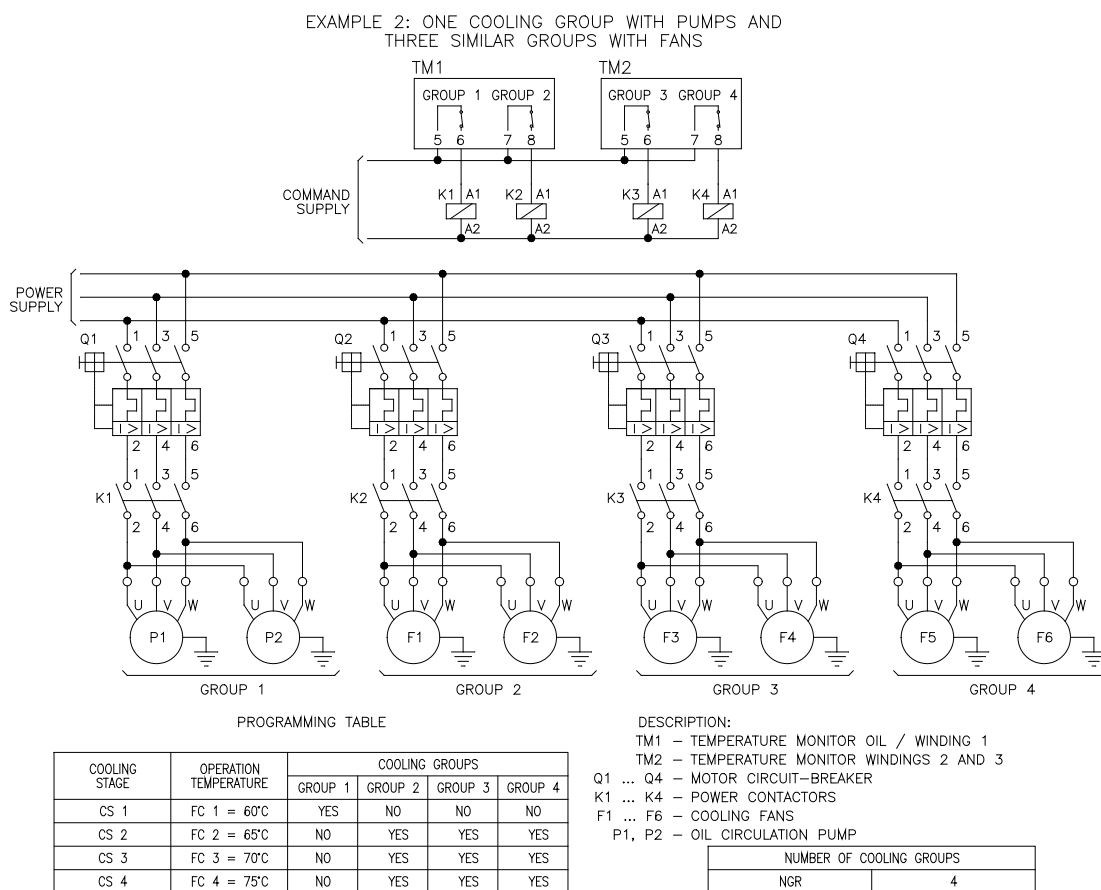 EXAMPLE 2: ONE COOLING GROUP WITH PUMPS AND
THREE SIMILAR GROUPS WITH FANS
TM1 TM2
GROUP 1 GROUP 2 GROUP 3 GROUP 4
5 6 7 8 5 6 7 8
COMMAND
SUPPLY
K1 A1 K2 A1 K3 A1 K4 A1
A2 A2 A2 A2
POWER
SUPPLY
Q1 1 3 5 Q2 1 3 5 Q3 1 3 5 Q4 1 3 5
I > I > I > I > I > I > I > I > I > I > I > I >
2 4 6 2 4 6 2 4 6 2 4 6
K1 1 3 5 K2 1 3 5 K3 1 3 5 K4 1 3 5
2 4 6 2 4 6 2 4 6 2 4 6
U V W U V W U V W U V W U V W U V W U V W U V W
P1 P2 F1 F2 F3 F4 F5 F6
GROUP 1 GROUP 2 GROUP 3 GROUP 4
PROGRAMMING TABLE
COOLING STAGE OPERATION TEMPERATURE COOLING GROUPS
GROUP 1 GROUP 2 GROUP 3 GROUP 4
CS 1 FC 1 = 60°C YES NO NO NO
CS 2 FC 2 = 65°C NO YES YES YES
CS 3 FC 3 = 70°C NO YES YES YES
CS 4 FC 4 = 75°C NO YES YES YES
DESCRIPTION:
TM1 – TEMPERATURE MONITOR OIL / WINDING 1
TM2 – TEMPERATURE MONITOR WINDINGS 2 AND 3
Q1 ... Q4 – MOTOR CIRCUIT–BREAKER
K1 ... K4 – POWER CONTACTORS
F1 ... F6 – COOLING FANS
P1, P2 – OIL CIRCULATION PUMP
NUMBER OF COOLING GROUPS
NGR 4